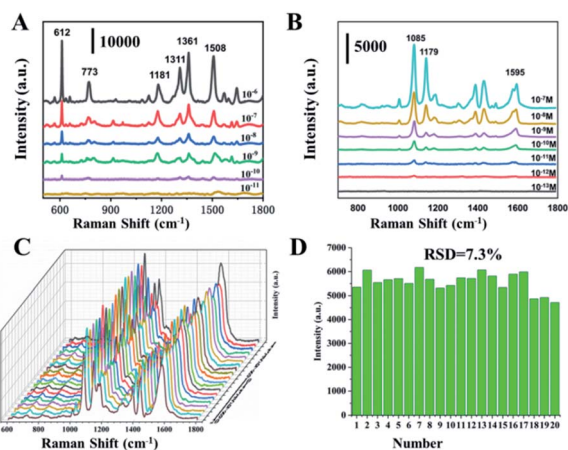 A
10000
612
773
1181
1311
1361
1508
10⁻⁶
10⁻⁷
10⁻⁸
10⁻⁹
10⁻¹⁰
10⁻¹¹
Intensity (a.u.)
600 900 1200 1500 1800
Raman Shift (cm⁻¹)
B
5000
1085
1179
1595
10⁻⁷M
10⁻⁸M
10⁻⁹M
10⁻¹⁰M
10⁻¹¹M
10⁻¹²M
10⁻¹³M
Intensity (a.u.)
800 1000 1200 1400 1600 1800
Raman Shift (cm⁻¹)
C
Intensity (a.u.)
600 800 1000 1200 1400 1600 1800
Raman Shift (cm⁻¹)
D
RSD=7.3%
Intensity (a.u.)
7000
6000
5000
4000
3000
2000
1000
0
1 2 3 4 5 6 7 8 9 10 11 12 13 14 15 16 17 18 19 20
Number